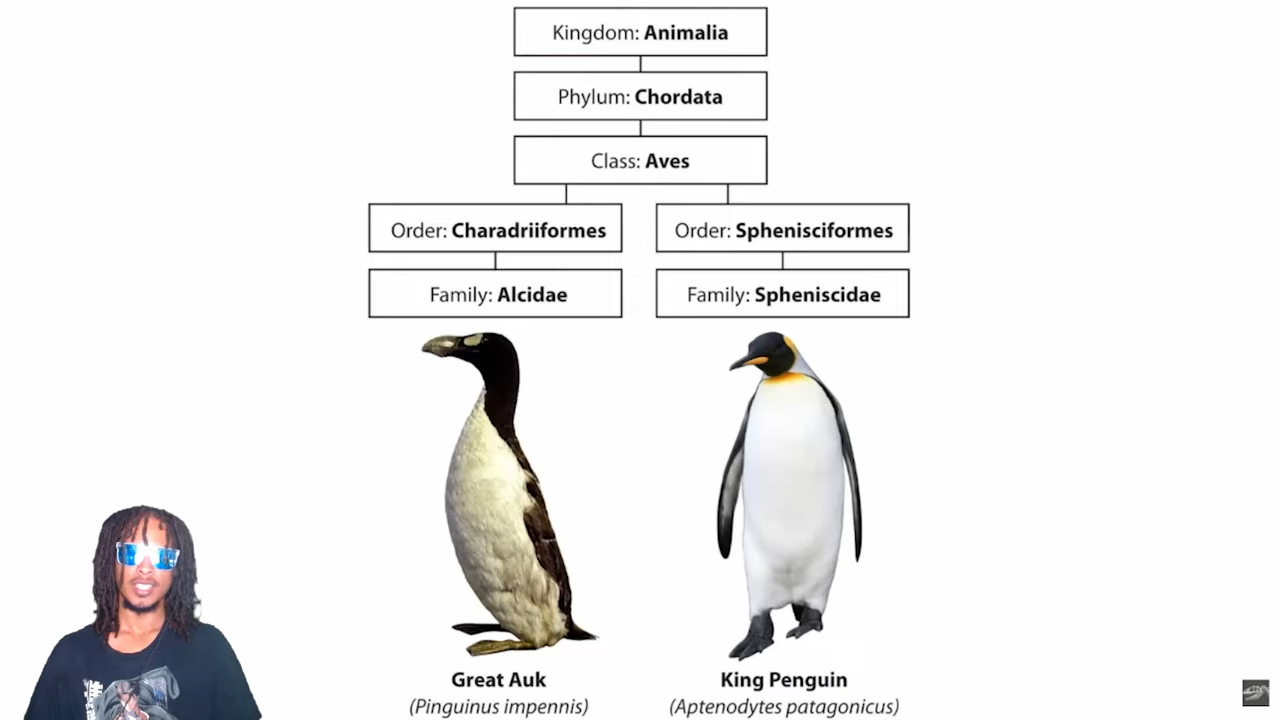 Kingdom: Animalia
Phylum: Chordata
Class: Aves
Order: Charadriiformes
Order: Sphenisciformes
Family: Alcidae
Family: Spheniscidae
Great Auk
(Pinguinus impennis)
King Penguin
(Aptenodytes patagonicus)